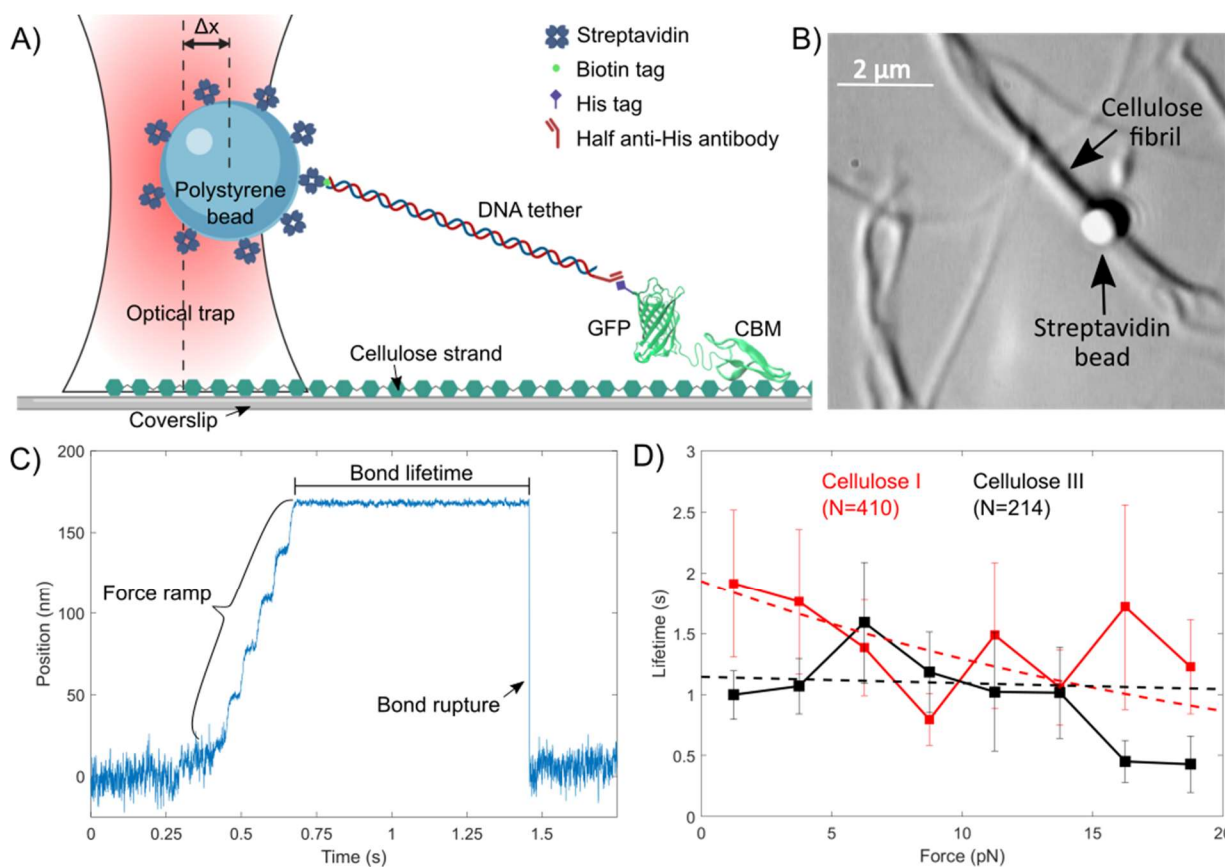 A)
Δx
Streptavidin
Biotin tag
His tag
Half anti-His antibody
Polystyrene
bead
DNA tether
Optical trap
GFP
CBM
Cellulose strand
Coverslip
B)
2 μm
Cellulose
fibril
Streptavidin
bead
C)
200
150
100
50
0
Position (nm)
Bond lifetime
Force ramp
Bond rupture
0
0.25
0.5
0.75
1
1.25
1.5
Time (s)
D)
3
2.5
2
1.5
1
0.5
0
Lifetime (s)
Cellulose I
(N=410)
Cellulose III
(N=214)
0
5
10
15
20
Force (pN)